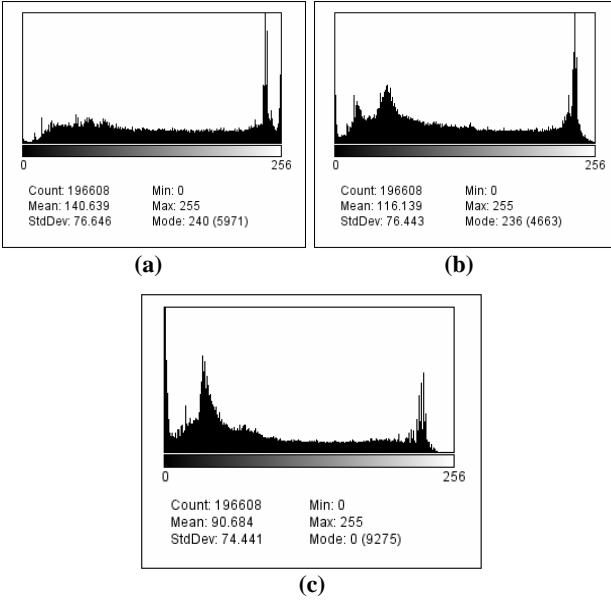 0 256
Count: 196608 Min: 0
Mean: 140.639 Max: 255
StdDev: 76.646 Mode: 240 (5971)
(a)
0 256
Count: 196608 Min: 0
Mean: 116.139 Max: 255
StdDev: 76.443 Mode: 236 (4663)
(b)
0 256
Count: 196608 Min: 0
Mean: 90.684 Max: 255
StdDev: 74.441 Mode: 0 (9275)
(c)